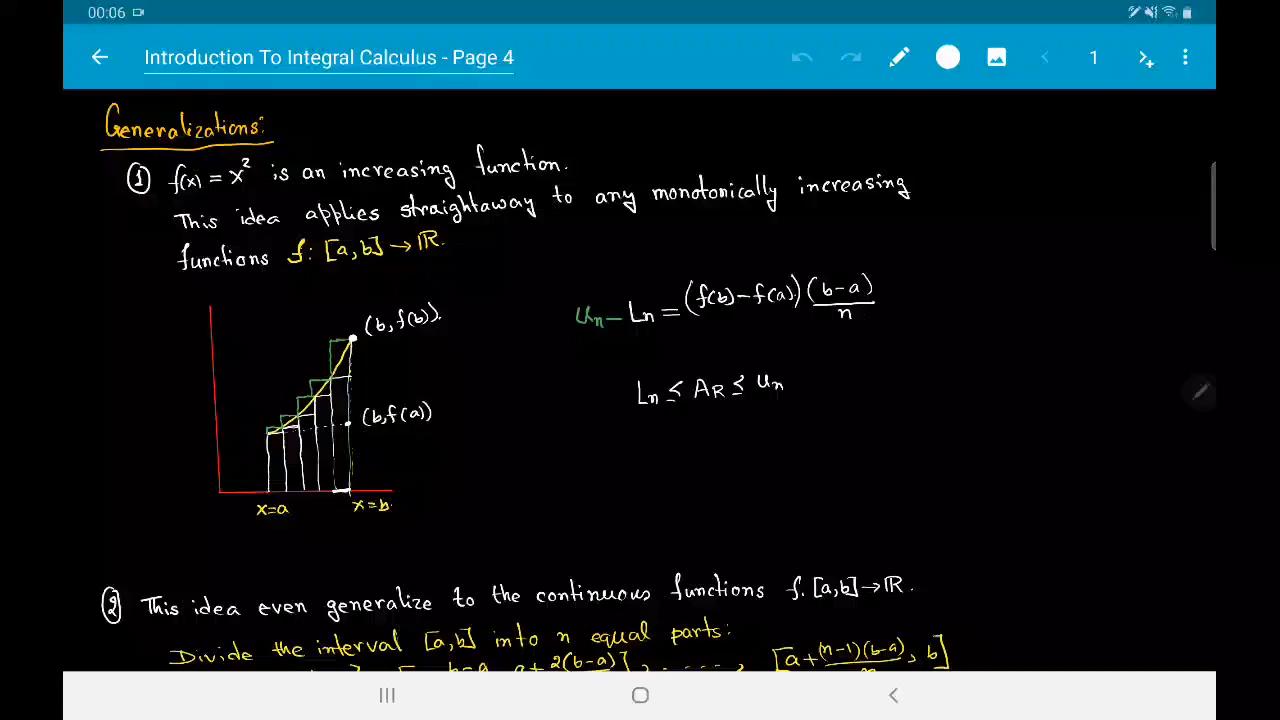 00:06
Introduction To Integral Calculus - Page 4
1
Generalizations:
① f(x) = x² is an increasing function.
This idea applies straightaway to any monotonically increasing
functions f: [a,b] → ℝ.
(b, f(b)).
(b, f(a))
x=a
x=b.
Un - Ln = (f(b) - f(a)) (b-a)/n
Ln ≤ AR ≤ Un
② This idea even generalize to the continuous functions f: [a,b] → ℝ.
Divide the interval [a,b] into n equal parts:
a+ 2(b-a) ], ....., [a+ (n-1)(b-a)/n, b]